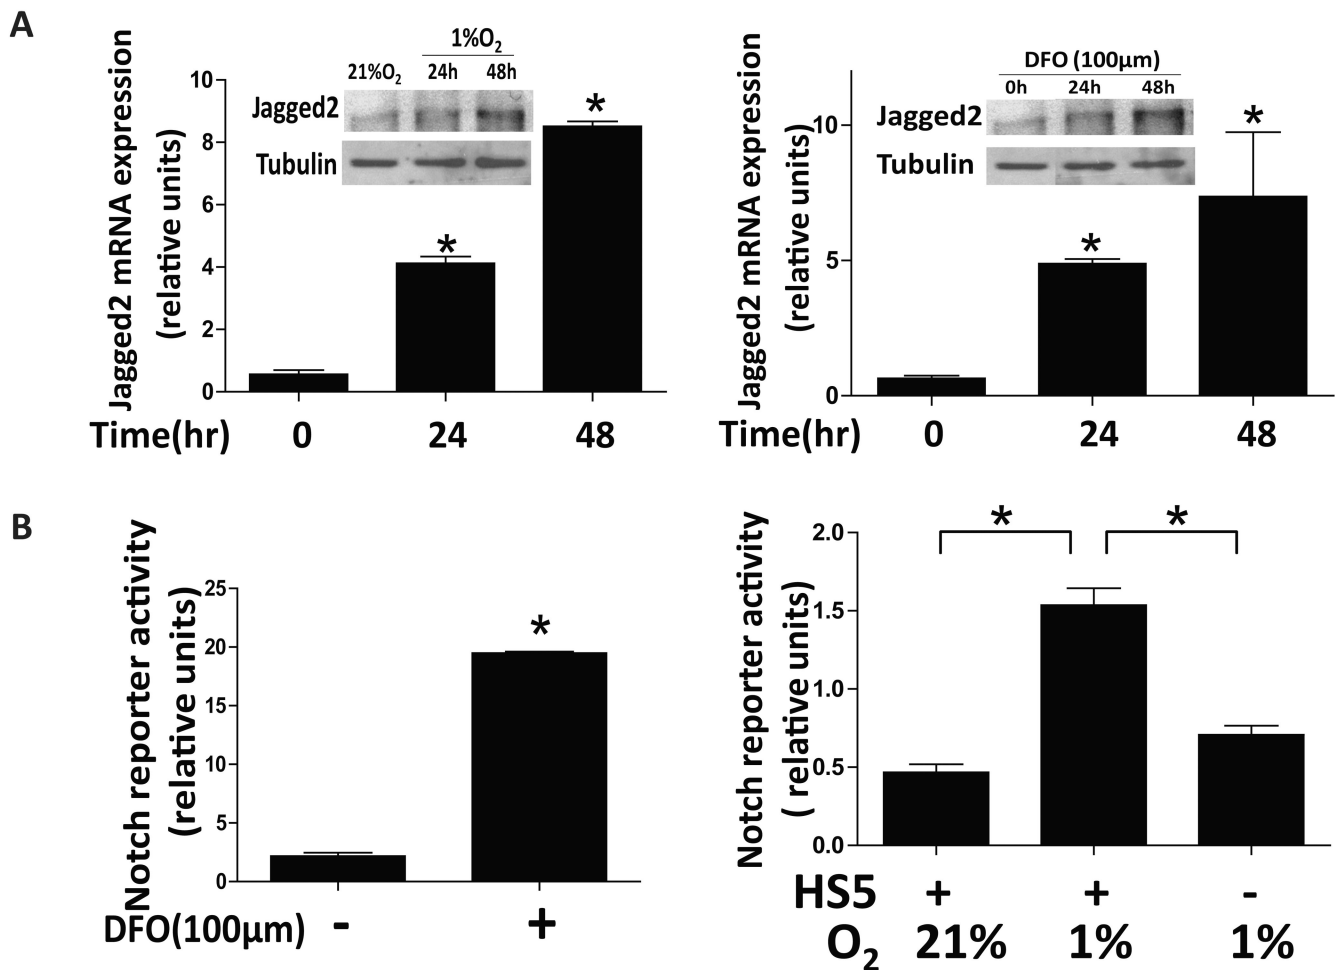 A
Jagged2 mRNA expression
(relative units)
10
8
6
4
2
0
1%O2
21%O2 24h 48h
Jagged2
Tubulin
*
*
Time(hr) 0 24 48
Jagged2 mRNA expression
(relative units)
10
5
0
DFO (100µm)
0h 24h 48h
Jagged2
Tubulin
*
*
Time(hr) 0 24 48
B
Notch reporter activity
(relative units)
25
20
15
10
5
0
*
DFO(100µm) - +
Notch reporter activity
( relative units)
2.0
1.5
1.0
0.5
0.0
* *
HS5 + + -
O2 21% 1% 1%